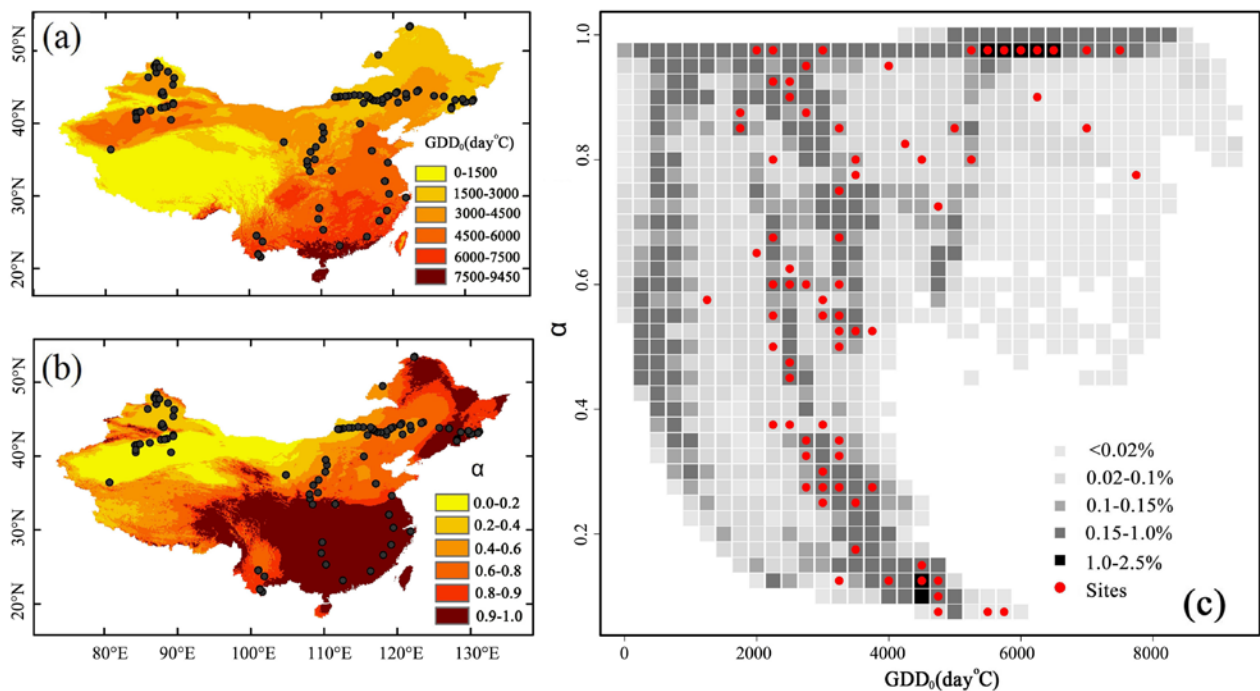 (a)
50°N
40°N
30°N
20°N
GDD₀(day°C)
0-1500
1500-3000
3000-4500
4500-6000
6000-7500
7500-9450
(b)
50°N
40°N
30°N
20°N
α
0.0-0.2
0.2-0.4
0.4-0.6
0.6-0.8
0.8-0.9
0.9-1.0
80°E 90°E 100°E 110°E 120°E 130°E
α
1.0
0.8
0.6
0.4
0.2
<0.02%
0.02-0.1%
0.1-0.15%
0.15-1.0%
1.0-2.5%
Sites
(c)
0 2000 4000 6000 8000
GDD₀(day°C)